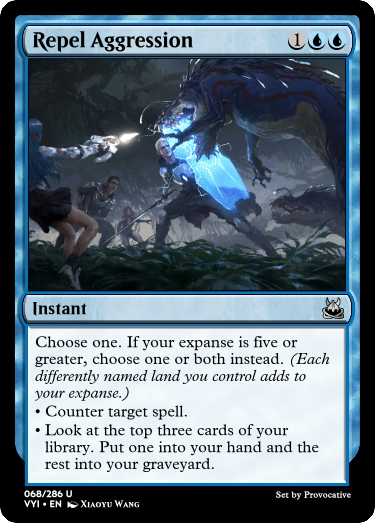 Repel Aggression 1
Instant
Choose one. If your expanse is five or
greater, choose one or both instead. (Each
differently named land you control adds to
your expanse.)
• Counter target spell.
• Look at the top three cards of your
library. Put one into your hand and the
rest into your graveyard.
068/286 U
VYI • EN Xiaoyu Wang
Set by Provocative